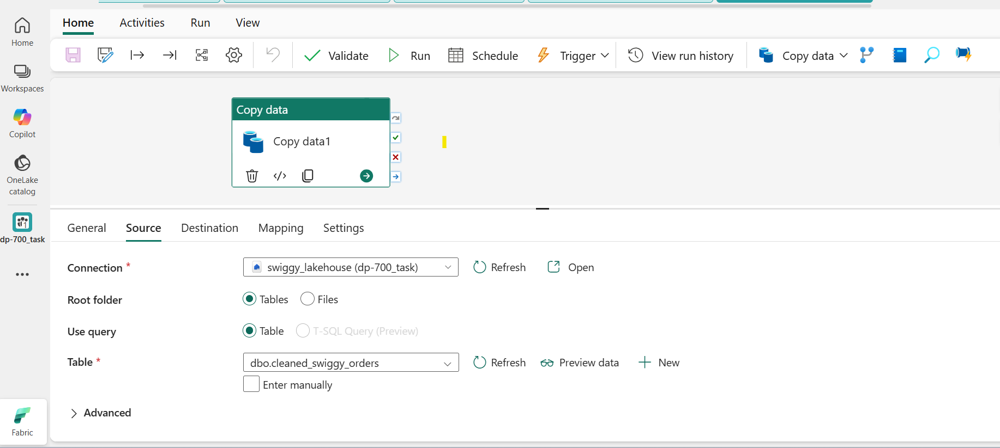 Home
Activities
Run
View
Validate
Run
Schedule
Trigger
View run history
Copy data
Home
Workspaces
Copilot
OneLake
catalog
1
dp-700_task
Fabric
Copy data
Copy data1
General
Source
Destination
Mapping
Settings
Connection *
swiggy_lakehouse (dp-700_task)
Refresh
Open
Root folder
Tables
Files
Use query
Table
T-SQL Query (Preview)
Table *
dbo.cleaned_swiggy_orders
Refresh
Preview data
New
Enter manually
Advanced